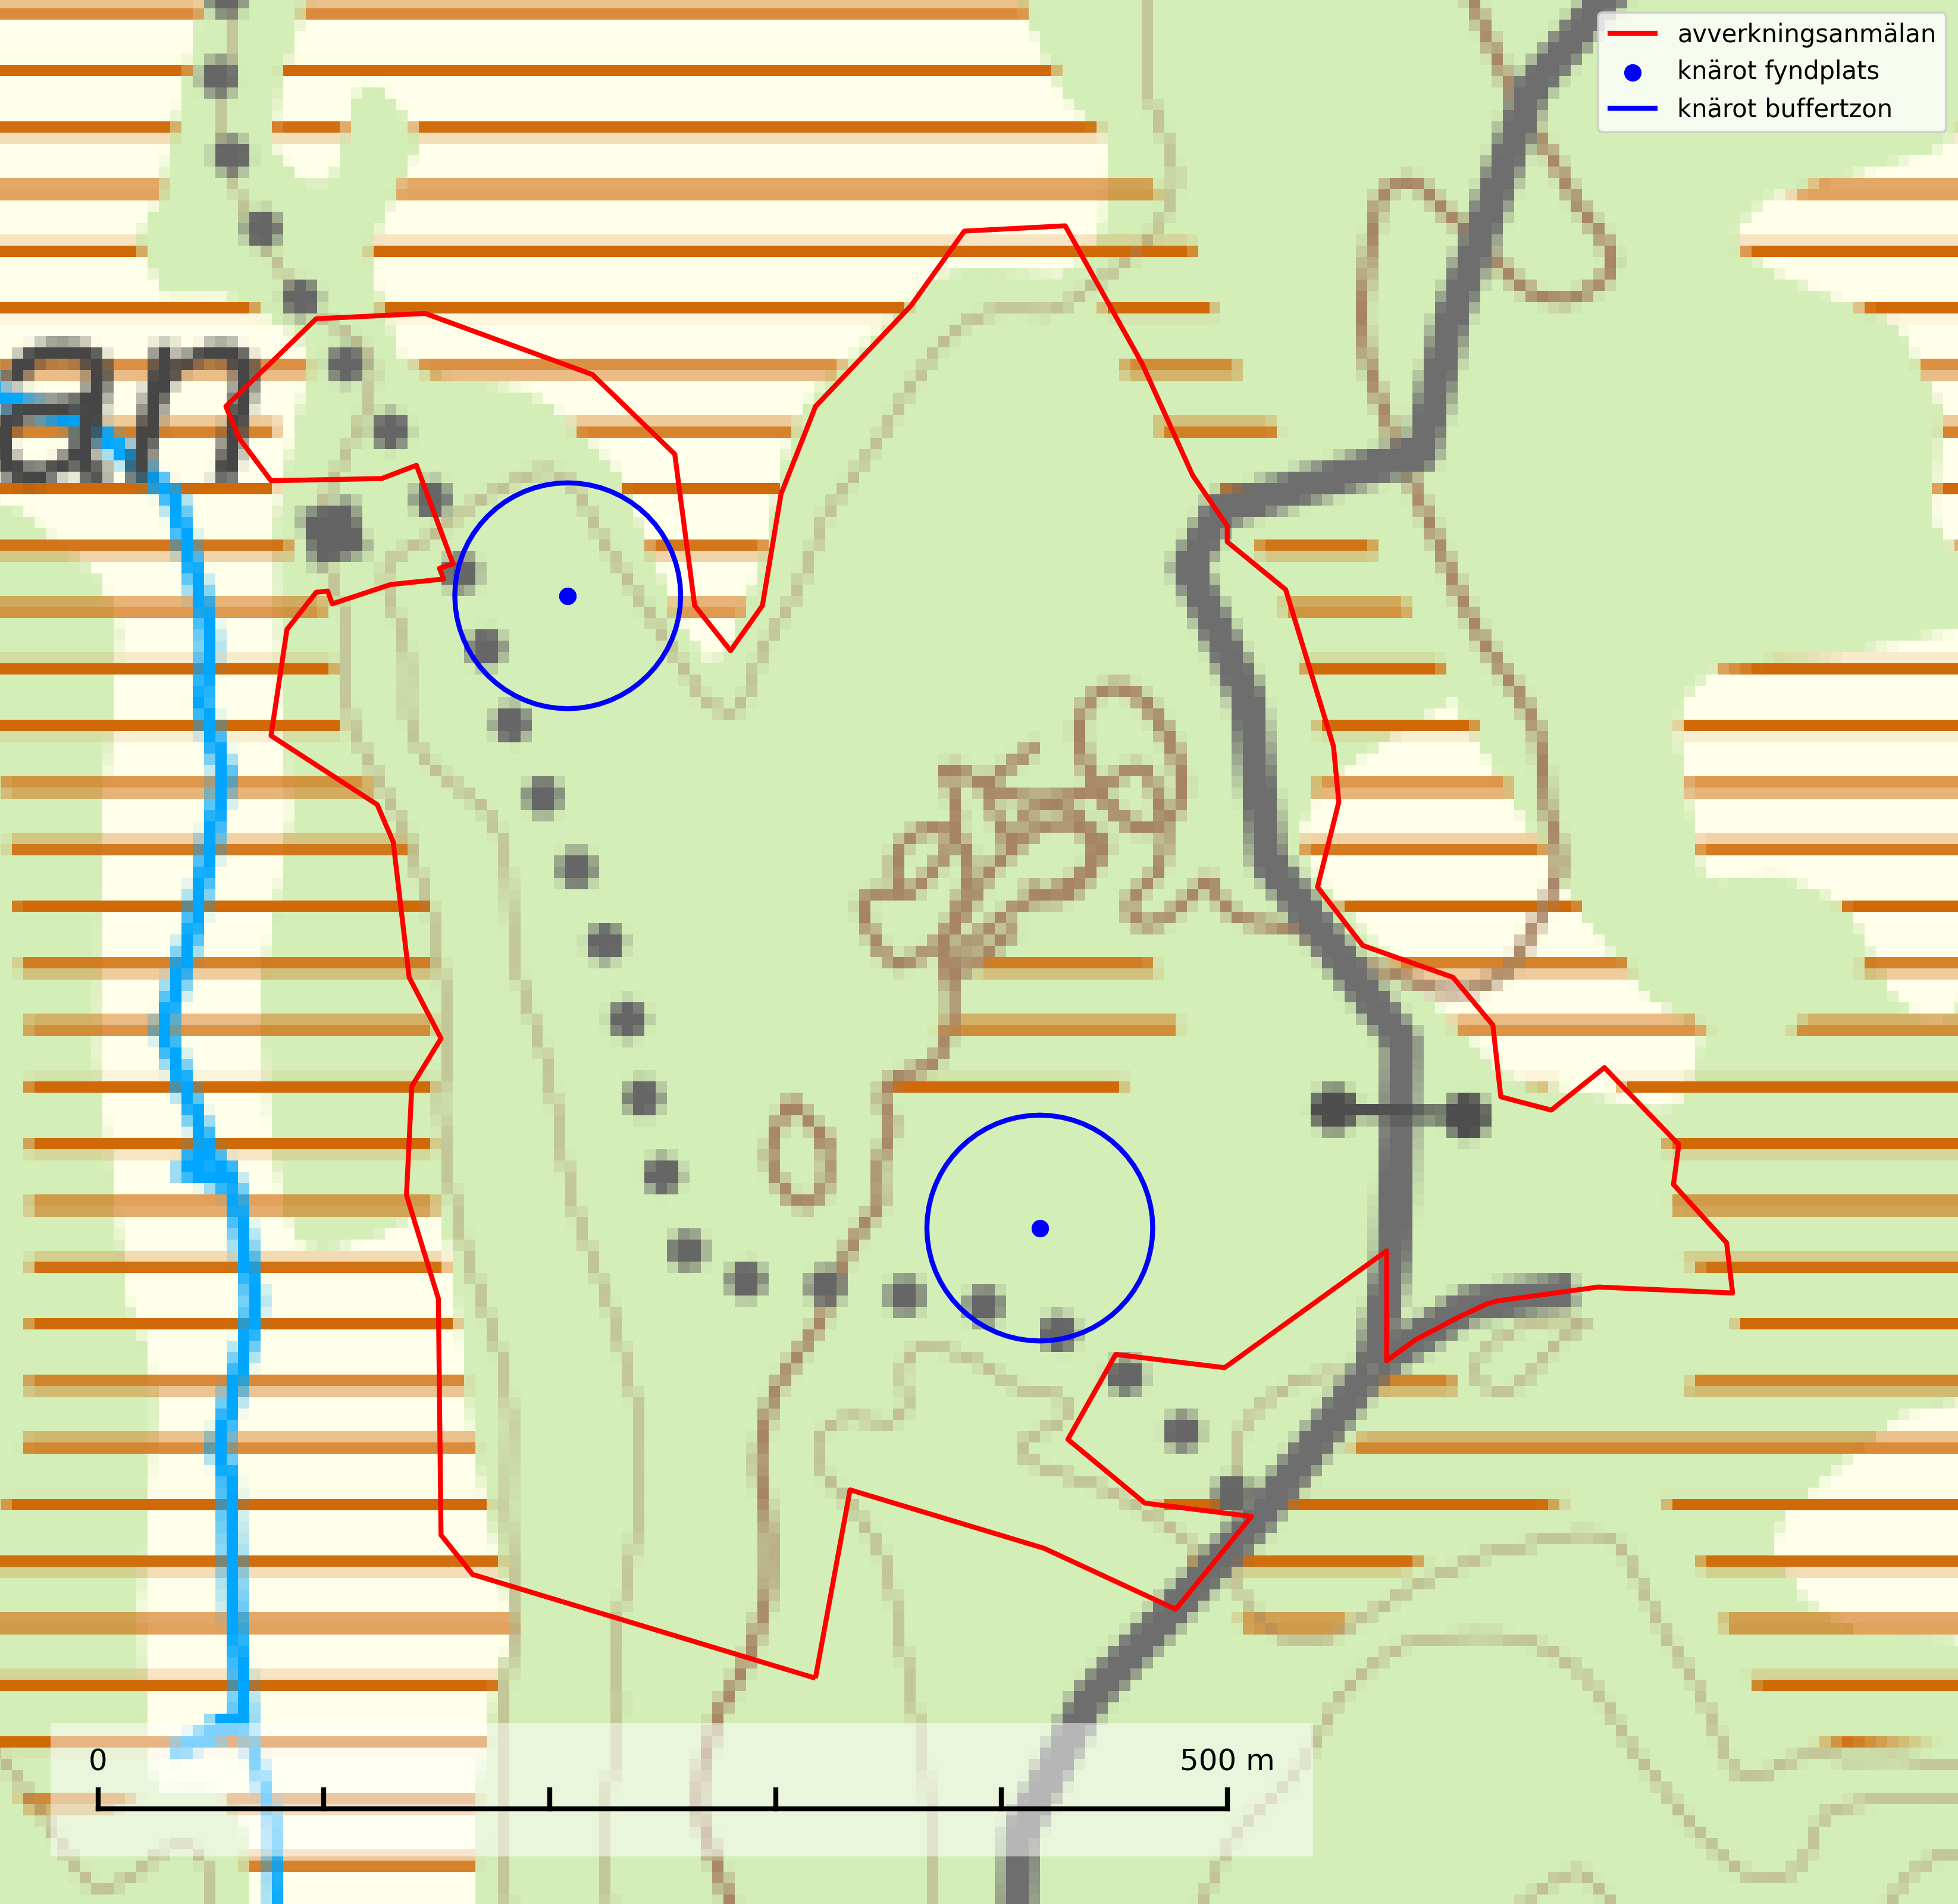 avverkningsanmälan
knärot fyndplats
knärot buffertzon
an
0 500 m